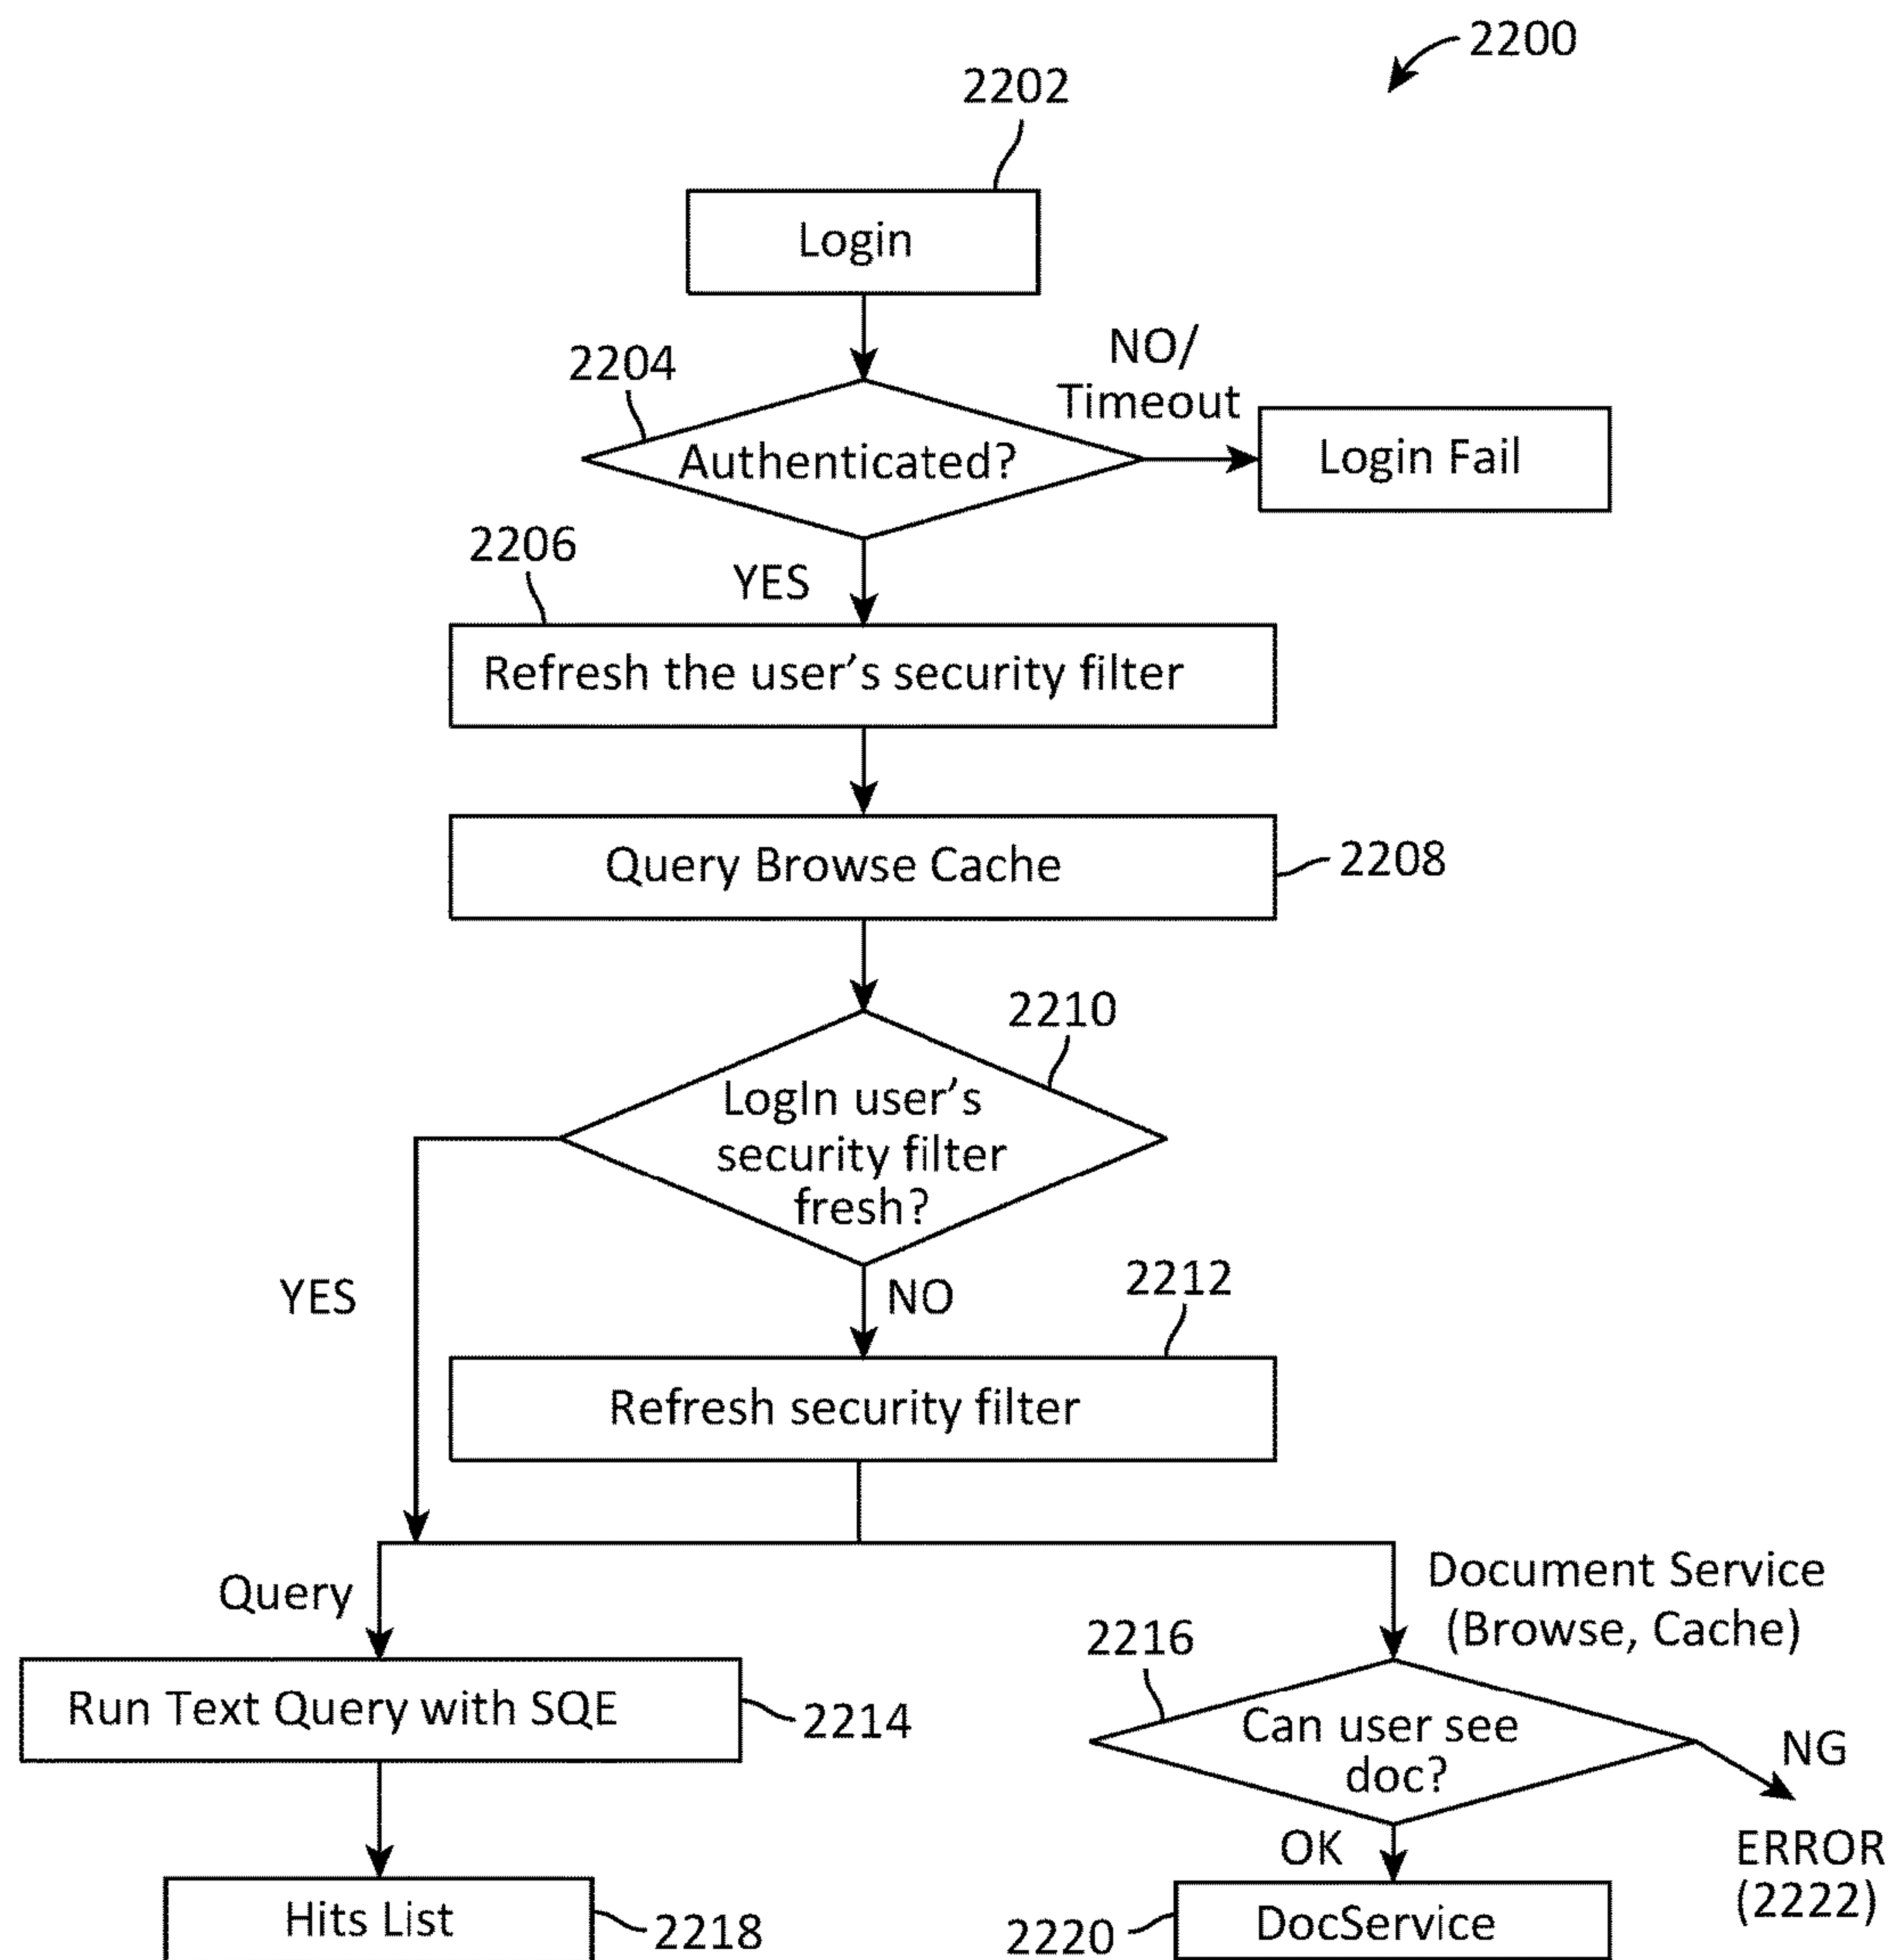 2200
2202
Login
2204
NO/
Timeout
Authenticated?
Login Fail
2206
YES
Refresh the user's security filter
Query Browse Cache
2208
2210
LogIn user's
security filter
fresh?
YES
NO
2212
Refresh security filter
Query
Document Service
(Browse, Cache)
2216
Run Text Query with SQE
2214
Can user see
doc?
NG
OK
ERROR
(2222)
Hits List
2218
2220
DocService